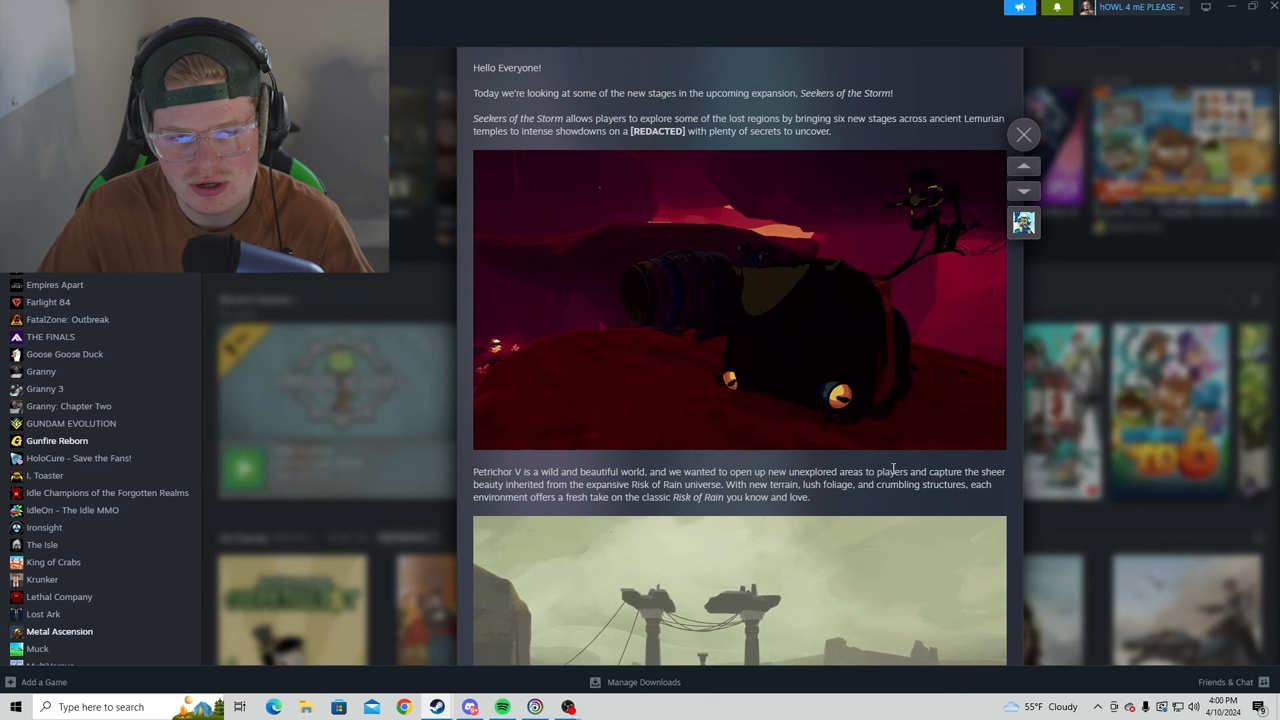 hOWL 4 mE PLEASE
Hello Everyone!
Today we're looking at some of the new stages in the upcoming expansion, Seekers of the Storm!
Seekers of the Storm allows players to explore some of the lost regions by bringing six new stages across ancient Lemurian
temples to intense showdowns on a [REDACTED] with plenty of secrets to uncover.
Petrichor V is a wild and beautiful world, and we wanted to open up new unexplored areas to players and capture the sheer
beauty inherited from the expansive Risk of Rain universe. With new terrain, lush foliage, and crumbling structures, each
environment offers a fresh take on the classic Risk of Rain you know and love.
Empires Apart
Farlight 84
FatalZone: Outbreak
THE FINALS
Goose Goose Duck
Granny
Granny 3
Granny: Chapter Two
GUNDAM EVOLUTION
Gunfire Reborn
HoloCure - Save the Fans!
I, Toaster
Idle Champions of the Forgotten Realms
IdleOn - The Idle MMO
Ironsight
The Isle
King of Crabs
Krunker
Lethal Company
Lost Ark
Metal Ascension
Muck
Add a Game
Manage Downloads
Friends & Chat
Type here to search
55°F Cloudy
4:00 PM
4/10/2024